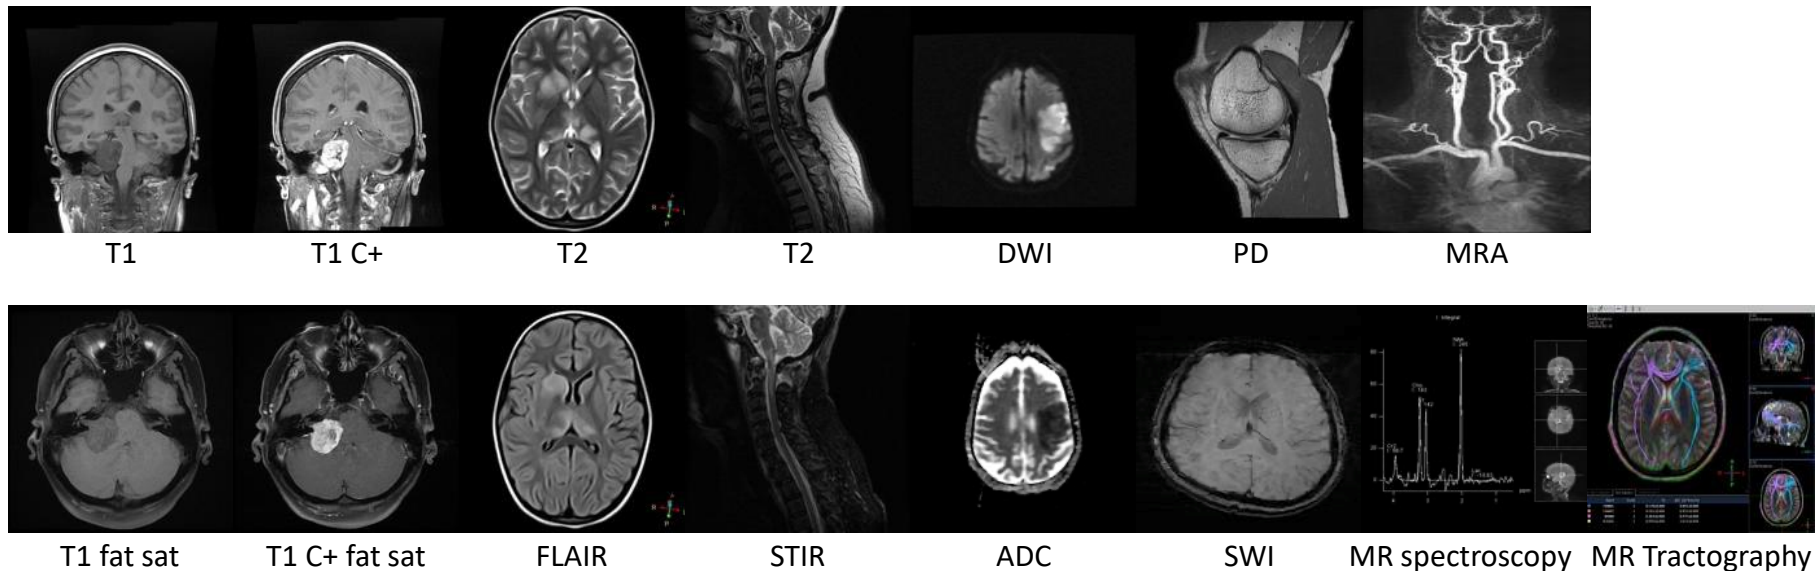 T1 T1 C+ T2 T2 DWI PD MRA
T1 fat sat T1 C+ fat sat FLAIR STIR ADC SWI MR spectroscopy MR Tractography